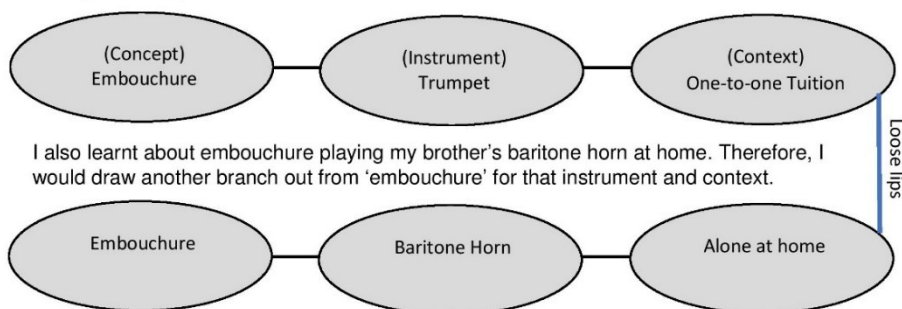 (Concept)
Embouchure
(Instrument)
Trumpet
(Context)
One-to-one Tuition
Loose lips
I also learnt about embouchure playing my brother's baritone horn at home. Therefore, I
would draw another branch out from 'embouchure' for that instrument and context.
Embouchure
Baritone Horn
Alone at home